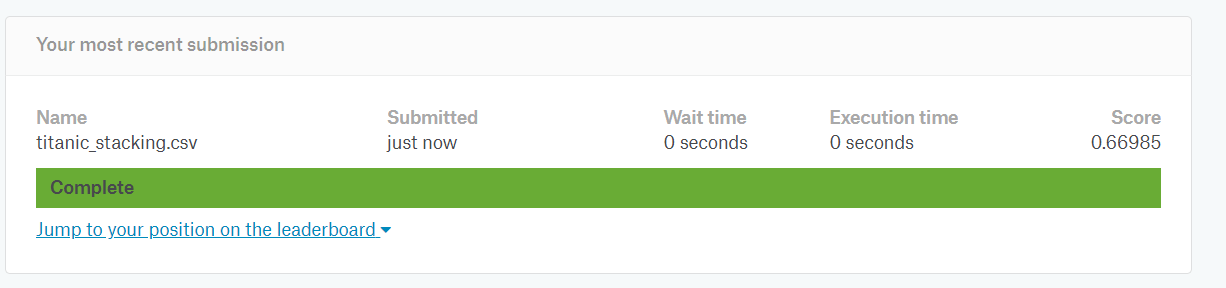 Your most recent submission
Name Submitted Wait time Execution time Score
titanic_stacking.csv just now 0 seconds 0 seconds 0.66985
Complete
Jump to your position on the leaderboard